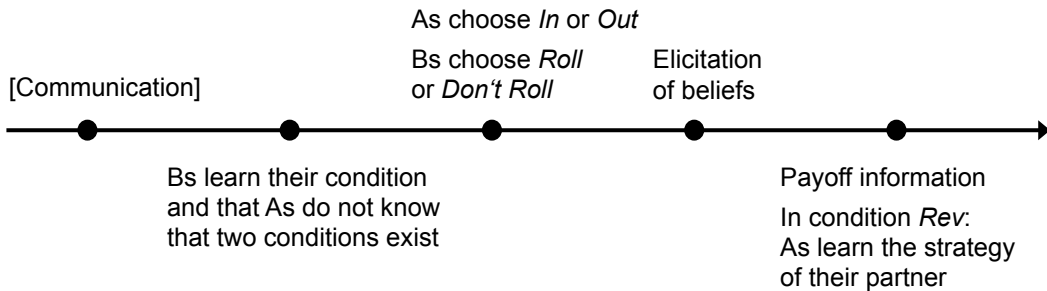 [Communication]
Bs learn their condition
and that As do not know
that two conditions exist
As choose In or Out
Bs choose Roll
or Don‘t Roll
Elicitation
of beliefs
Payoff information
In condition Rev:
As learn the strategy
of their partner